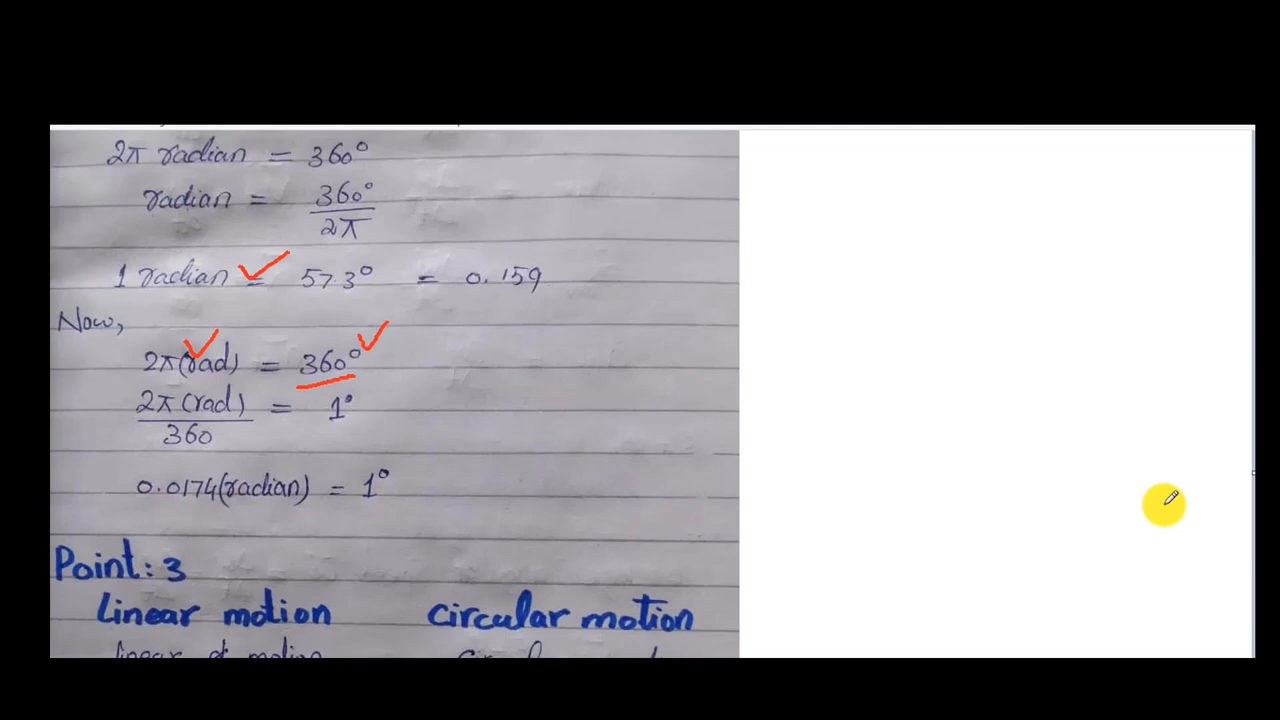 2π radian = 360°
radian = 360°/2π
1 radian = 57.3° = 0.159
Now,
2π(rad) = 360°
2π(rad)/360 = 1°
0.0174(radian) = 1°
Point: 3
Linear motion circular motion